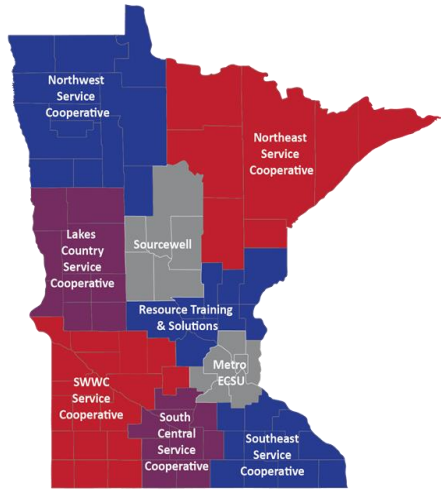 Northwest
Service
Cooperative
Northeast
Service
Cooperative
Lakes
Country
Service
Cooperative
Sourcewell
Resource Training
& Solutions
Metro
ECSU
SWWC
Service
Cooperative
South
Central
Service
Cooperative
Southeast
Service
Cooperative